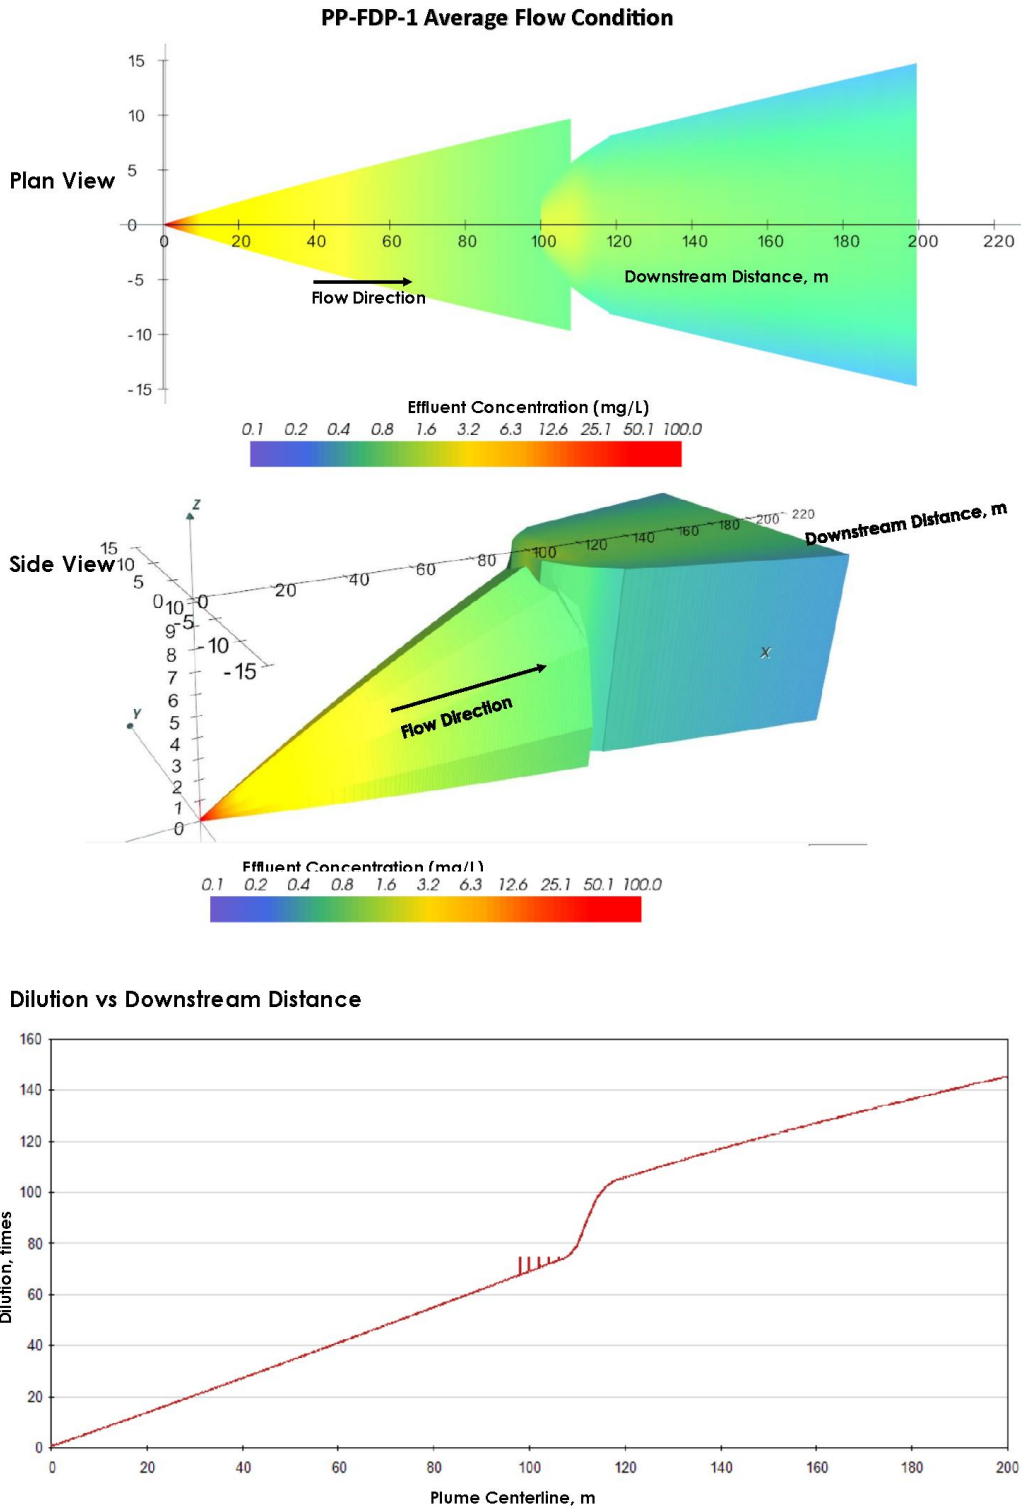 PP-FDP-1 Average Flow Condition
15
10
Plan View
5
0
0 20 40 60 80 100 120 140 160 180 200 220
-5
Downstream Distance, m
Flow Direction
-10
-15
Effluent Concentration (mg/L)
0.1 0.2 0.4 0.8 1.6 3.2 6.3 12.6 25.1 50.1 100.0
Z
Side View
15
10
5
0
-5
-10
-15
0 20 40 60 80 100 120 140 160 180 200 220
Downstream Distance, m
10
9
8
7
6
5
4
3
2
1
0
Y
X
Flow Direction
Effluent Concentration (mg/L)
0.1 0.2 0.4 0.8 1.6 3.2 6.3 12.6 25.1 50.1 100.0
Dilution vs Downstream Distance
160
140
120
100
80
60
40
20
0
Dilution, times
0 20 40 60 80 100 120 140 160 180 200
Plume Centerline, m